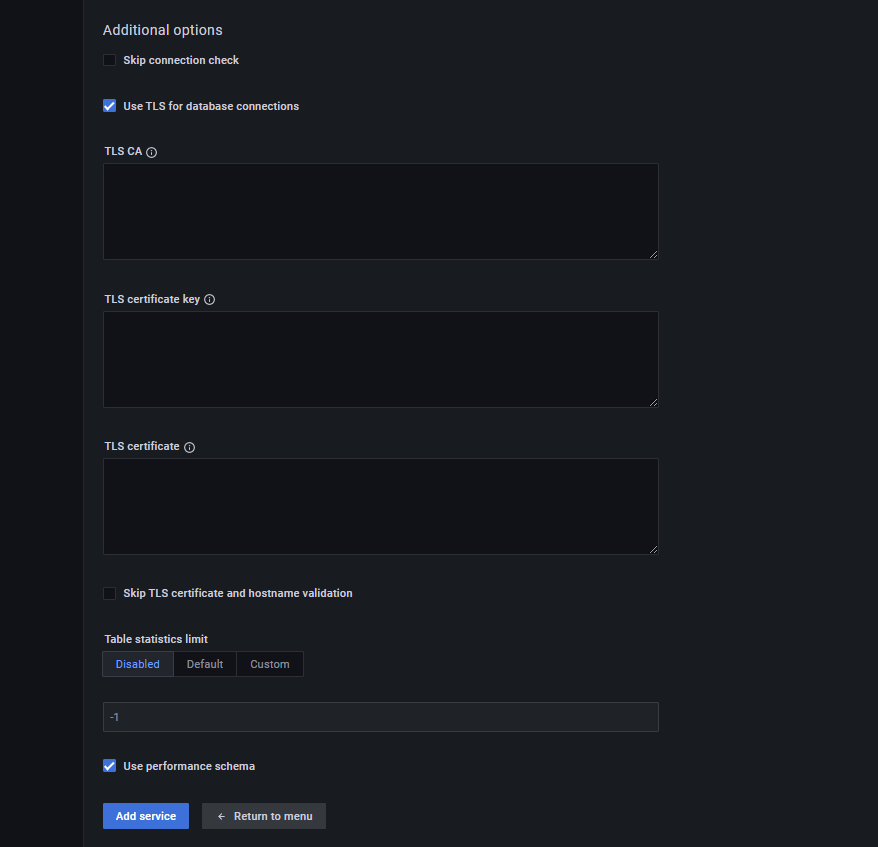 Additional options
Skip connection check
Use TLS for database connections
TLS CA
TLS certificate key
TLS certificate
Skip TLS certificate and hostname validation
Table statistics limit
Disabled Default Custom
-1
Use performance schema
Add service ← Return to menu